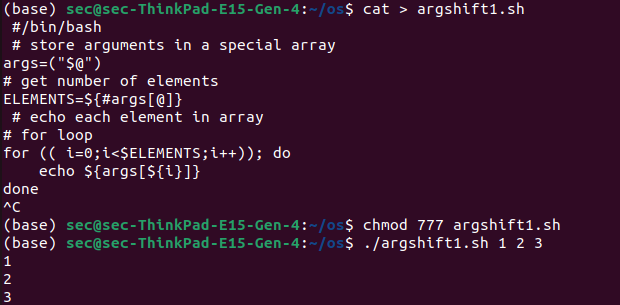 (base) sec@sec-ThinkPad-E15-Gen-4:~/os$ cat > argshift1.sh
 #/bin/bash
 # store arguments in a special array
args=("$@")
# get number of elements
ELEMENTS=${#args[@]}
 # echo each element in array
# for loop
for (( i=0;i<$ELEMENTS;i++)); do
    echo ${args[${i}]}
done
^C
(base) sec@sec-ThinkPad-E15-Gen-4:~/os$ chmod 777 argshift1.sh
(base) sec@sec-ThinkPad-E15-Gen-4:~/os$ ./argshift1.sh 1 2 3
1
2
3